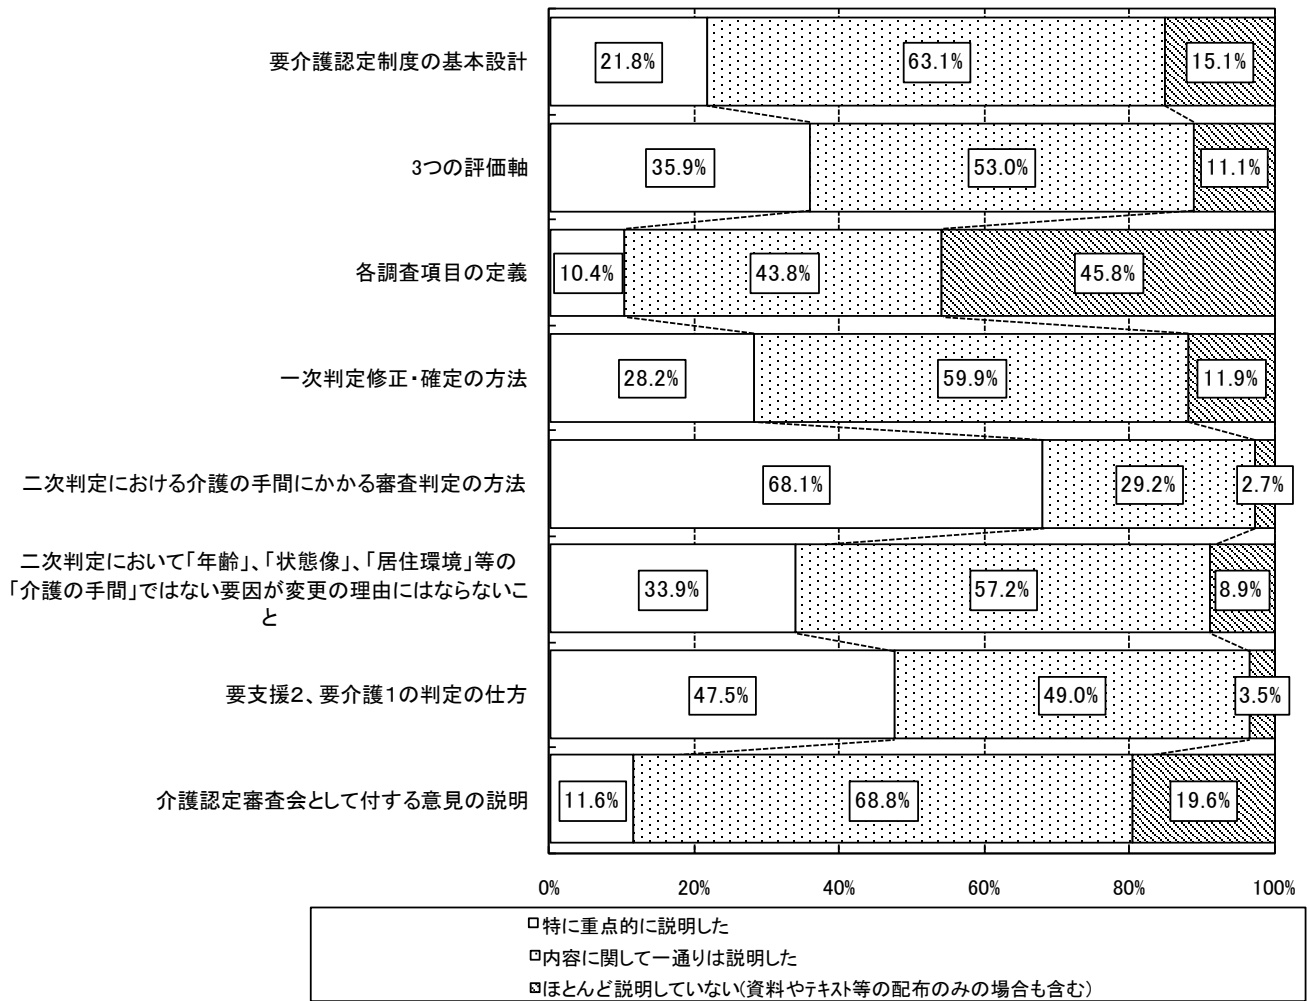 要介護認定制度の基本設計
21.8%
63.1%
15.1%
3つの評価軸
35.9%
53.0%
11.1%
各調査項目の定義
10.4%
43.8%
45.8%
一次判定修正・確定の方法
28.2%
59.9%
11.9%
二次判定における介護の手間にかかる審査判定の方法
68.1%
29.2%
2.7%
二次判定において「年齢」、「状態像」、「居住環境」等の
「介護の手間」ではない要因が変更の理由にはならないこ
と
33.9%
57.2%
8.9%
要支援2、要介護1の判定の仕方
47.5%
49.0%
3.5%
介護認定審査会として付する意見の説明
11.6%
68.8%
19.6%
0%
20%
40%
60%
80%
100%
特に重点的に説明した
内容に関して一通りは説明した
ほとんど説明していない(資料やテキスト等の配布のみの場合も含む)